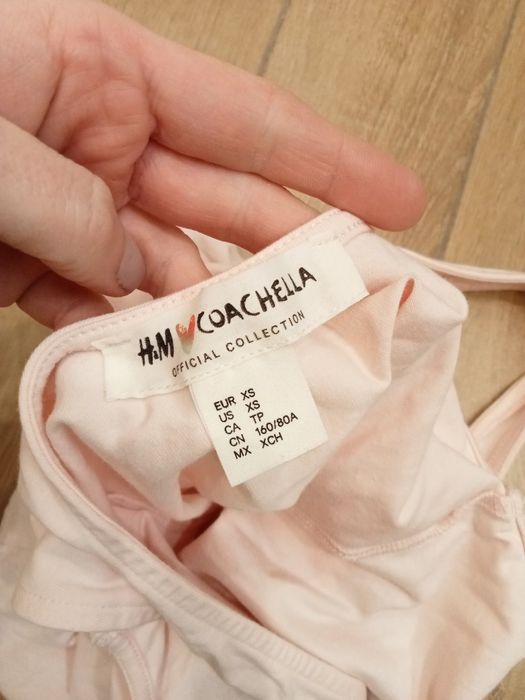 H&M ♥ COACHELLA
OFFICIAL COLLECTION
EUR XS
US XS
CA TP
CN 160/80A
MX XCH